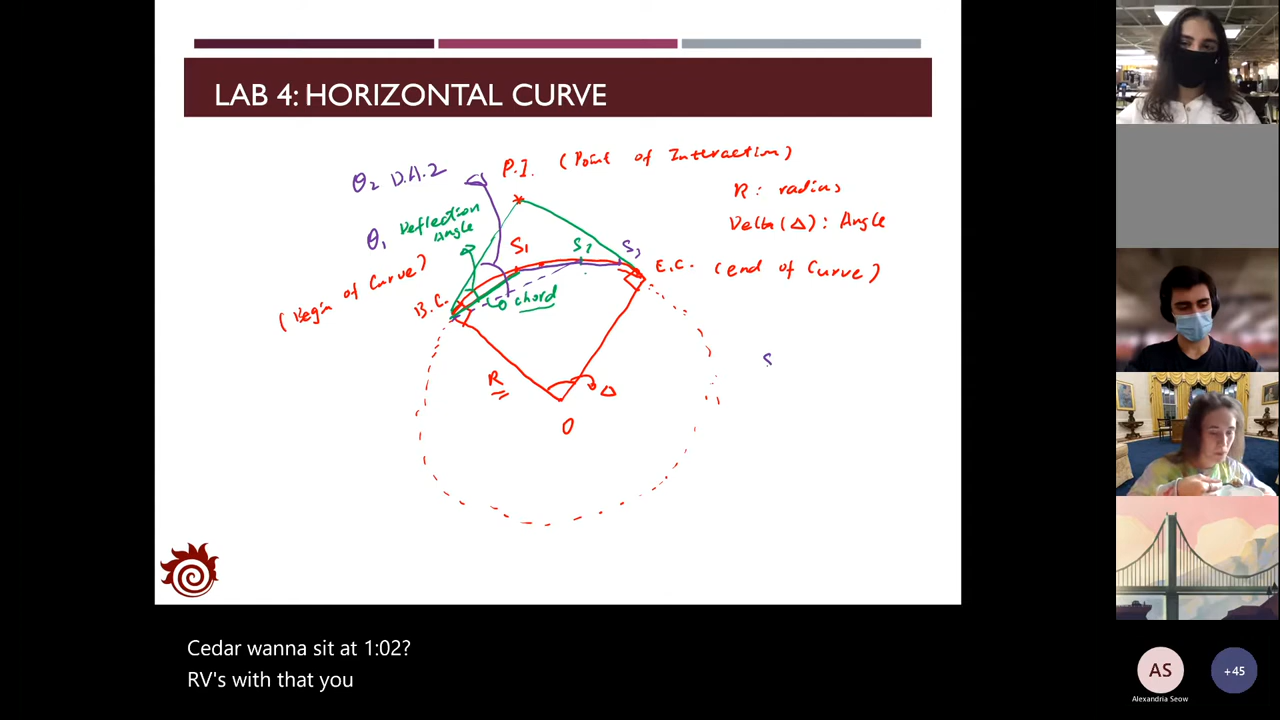 LAB 4: HORIZONTAL CURVE
P.I. (Point of Interaction)
θ2 D.A.2
R: radius
θ1 Deflection
Angle
Delta (Δ): Angle
S1
S2
S3
B.C.
(Begin of Curve)
E.C. (end of Curve)
chord
R
Δ
O
S
Cedar wanna sit at 1:02?
RV's with that you
AS
+45
Alexandria Seow